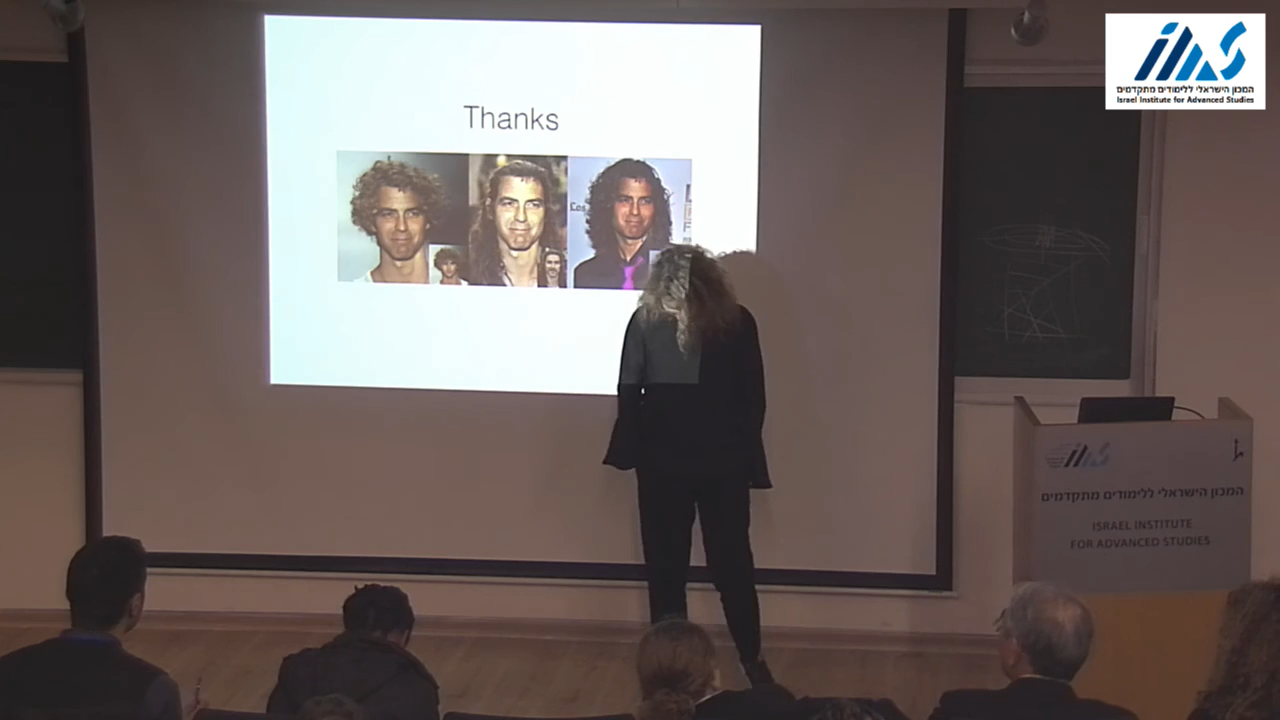 Thanks
המכון הישראלי ללימודים מתקדמים
Israel Institute for Advanced Studies
המכון הישראלי ללימודים מתקדמים
ISRAEL INSTITUTE
FOR ADVANCED STUDIES